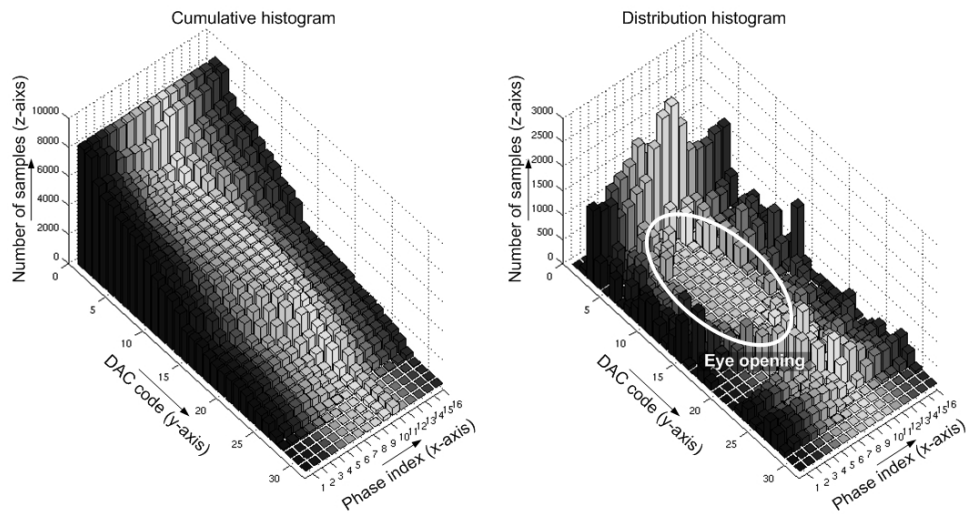 Cumulative histogram
Number of samples (z-aixs)
10000
8000
6000
4000
2000
0
0
5
10
15
20
25
30
DAC code (y-axis)
1 2 3 4 5 6 7 8 9 10 11 12 13 14 15 16
Phase index (x-axis)
Distribution histogram
Number of samples (z-aixs)
3000
2500
2000
1500
1000
500
0
0
5
10
15
20
25
30
DAC code (y-axis)
1 2 3 4 5 6 7 8 9 10 11 12 13 14 15 16
Phase index (x-axis)
Eye opening